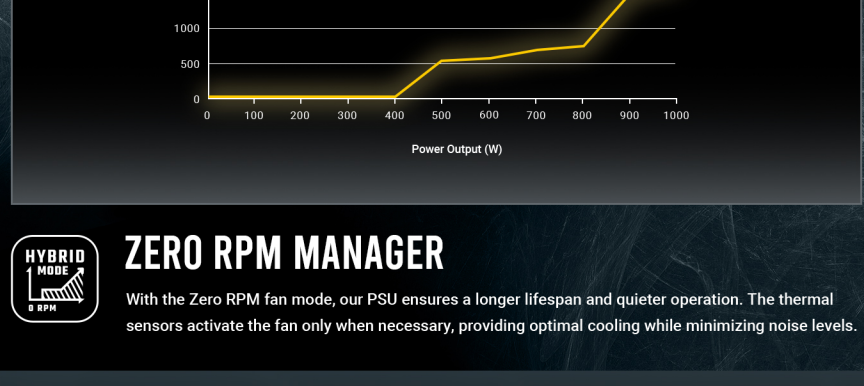 1000
500
0
0 100 200 300 400 500 600 700 800 900 1000
Power Output (W)
HYBRID
MODE
0 RPM
ZERO RPM MANAGER
With the Zero RPM fan mode, our PSU ensures a longer lifespan and quieter operation. The thermal
sensors activate the fan only when necessary, providing optimal cooling while minimizing noise levels.